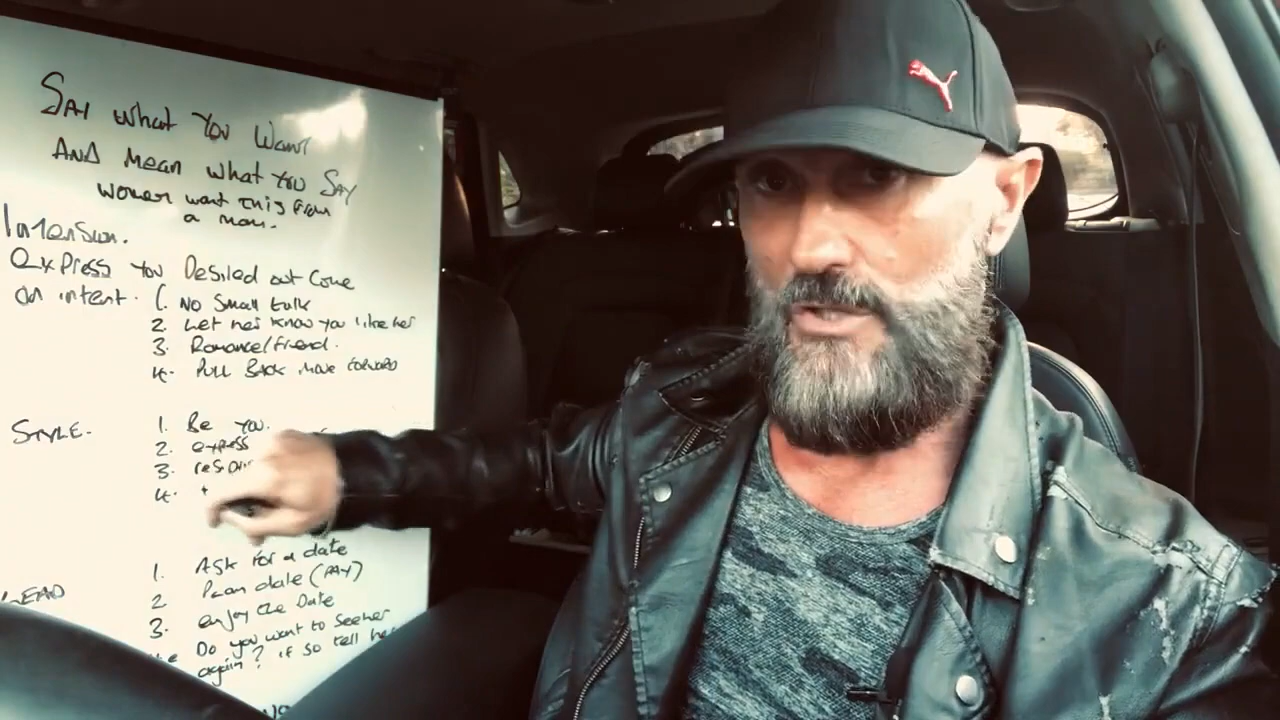 SAY what You Want
AND Mean what You SAY
women want this from
a man.
Intension.
express you Desired out come
on intent. 1. No Small talk
2. Let her know you like her
3. Romance/friend.
4. PULL BACK move forward
STYLE. 1. Be you.
2. express
3.
4.
1. Ask for a date
LEAD 2 Plan date (PAY)
3. enjoy the Date
Do you want to see her
again? if so tell her